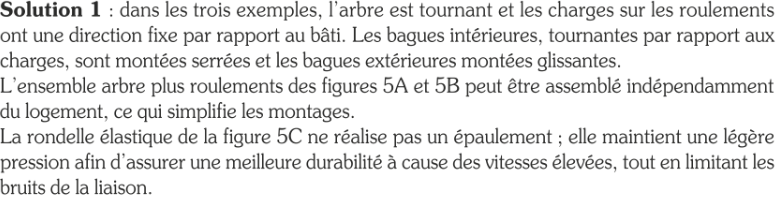 Solution 1 : dans les trois exemples, l'arbre est tournant et les charges sur les roulements
ont une direction fixe par rapport au bâti. Les bagues intérieures, tournantes par rapport aux
charges, sont montées serrées et les bagues extérieures montées glissantes.
L'ensemble arbre plus roulements des figures 5A et 5B peut être assemblé indépendamment
du logement, ce qui simplifie les montages.
La rondelle élastique de la figure 5C ne réalise pas un épaulement ; elle maintient une légère
pression afin d'assurer une meilleure durabilité à cause des vitesses élevées, tout en limitant les
bruits de la liaison.